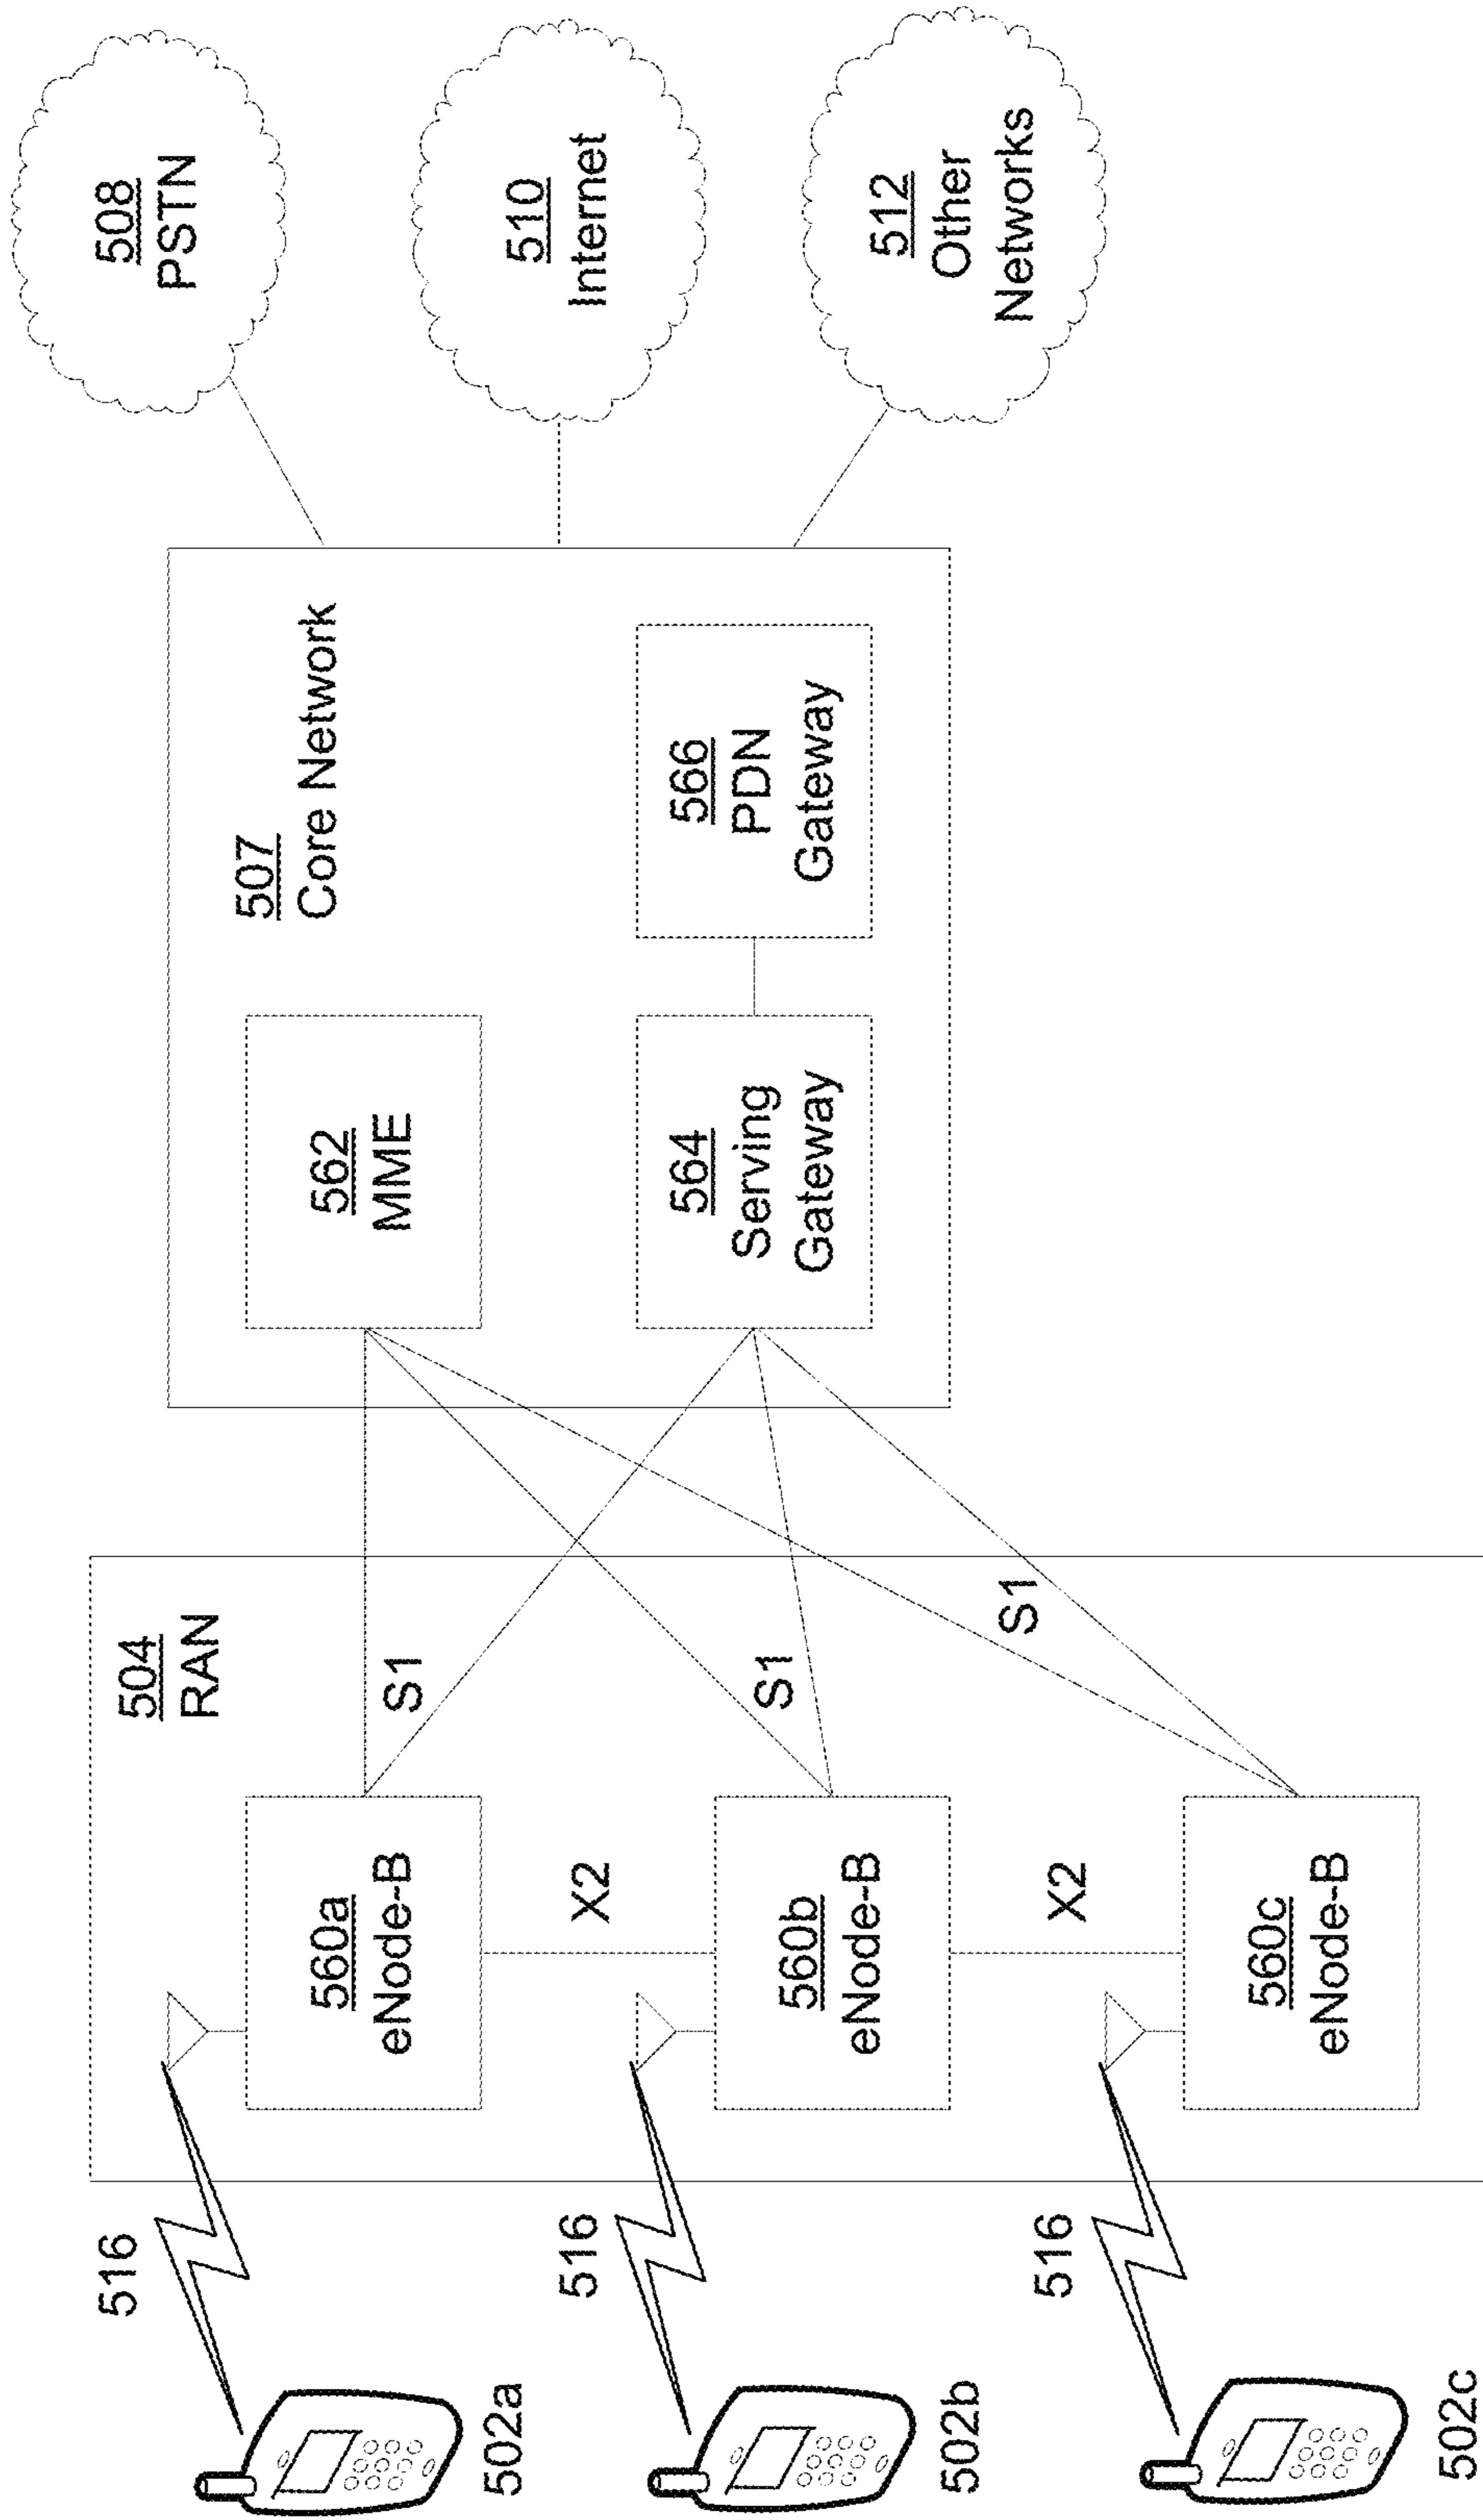 504
RAN
516
502a
560a
eNode-B
S1
X2
516
502b
560b
eNode-B
S1
X2
516
502c
560c
eNode-B
S1
507
Core Network
562
MME
564
Serving
Gateway
566
PDN
Gateway
508
PSTN
510
Internet
512
Other
Networks